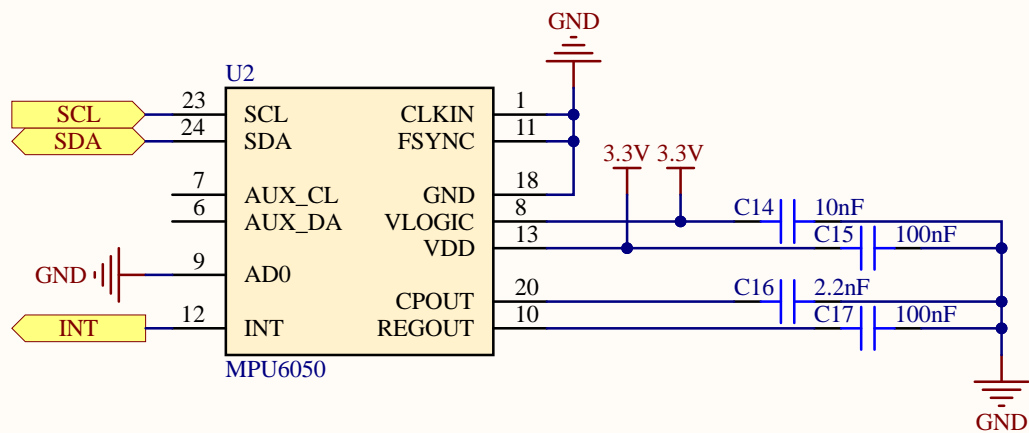 GND
U2
SCL 23 SCL CLKIN 1
SDA 24 SDA FSYNC 11
3.3V 3.3V
7 AUX_CL GND 18
6 AUX_DA VLOGIC 8 C14 10nF
VDD 13 C15 100nF
GND 9 AD0
CPOUT 20 C16 2.2nF
INT 12 INT REGOUT 10 C17 100nF
MPU6050
GND